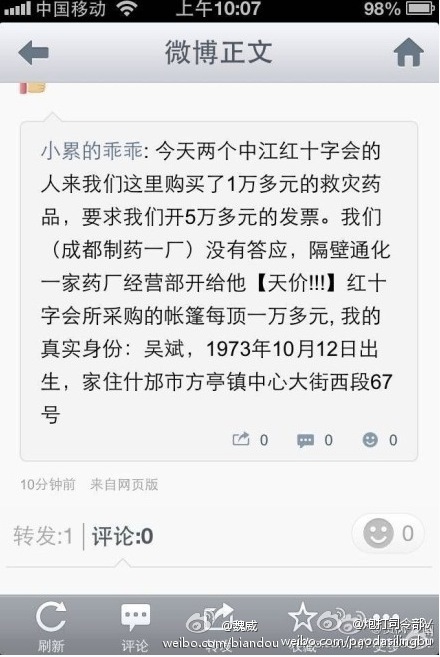 中国移动 上午10:07 98%
微博正文
小累的乖乖: 今天两个中江红十字会的
人来我们这里购买了1万多元的救灾药
品，要求我们开5万多元的发票。我们
（成都制药一厂）没有答应，隔壁通化
一家药厂经营部开给他【天价!!!】红十
字会所采购的帐篷每顶一万多元, 我的
真实身份：吴斌，1973年10月12日出
生，家住什邡市方亭镇中心大街西段67
号
0 0 0
10分钟前 来自网页版
转发:1 评论:0 0
@魏威 @炮打司令部V
weibo.com/biandou weibo.com/paodasilingbu
刷新 评论 转发 收藏 更多